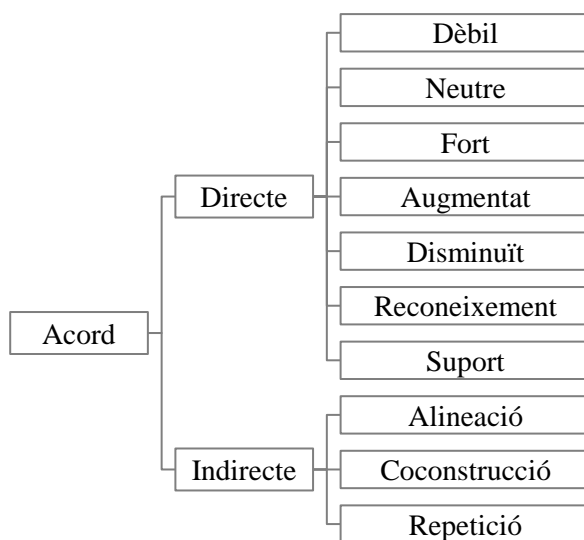 Acord
Directe
Dèbil
Neutre
Fort
Augmentat
Disminuït
Reconeixement
Suport
Indirecte
Alineació
Coconstrucció
Repetició